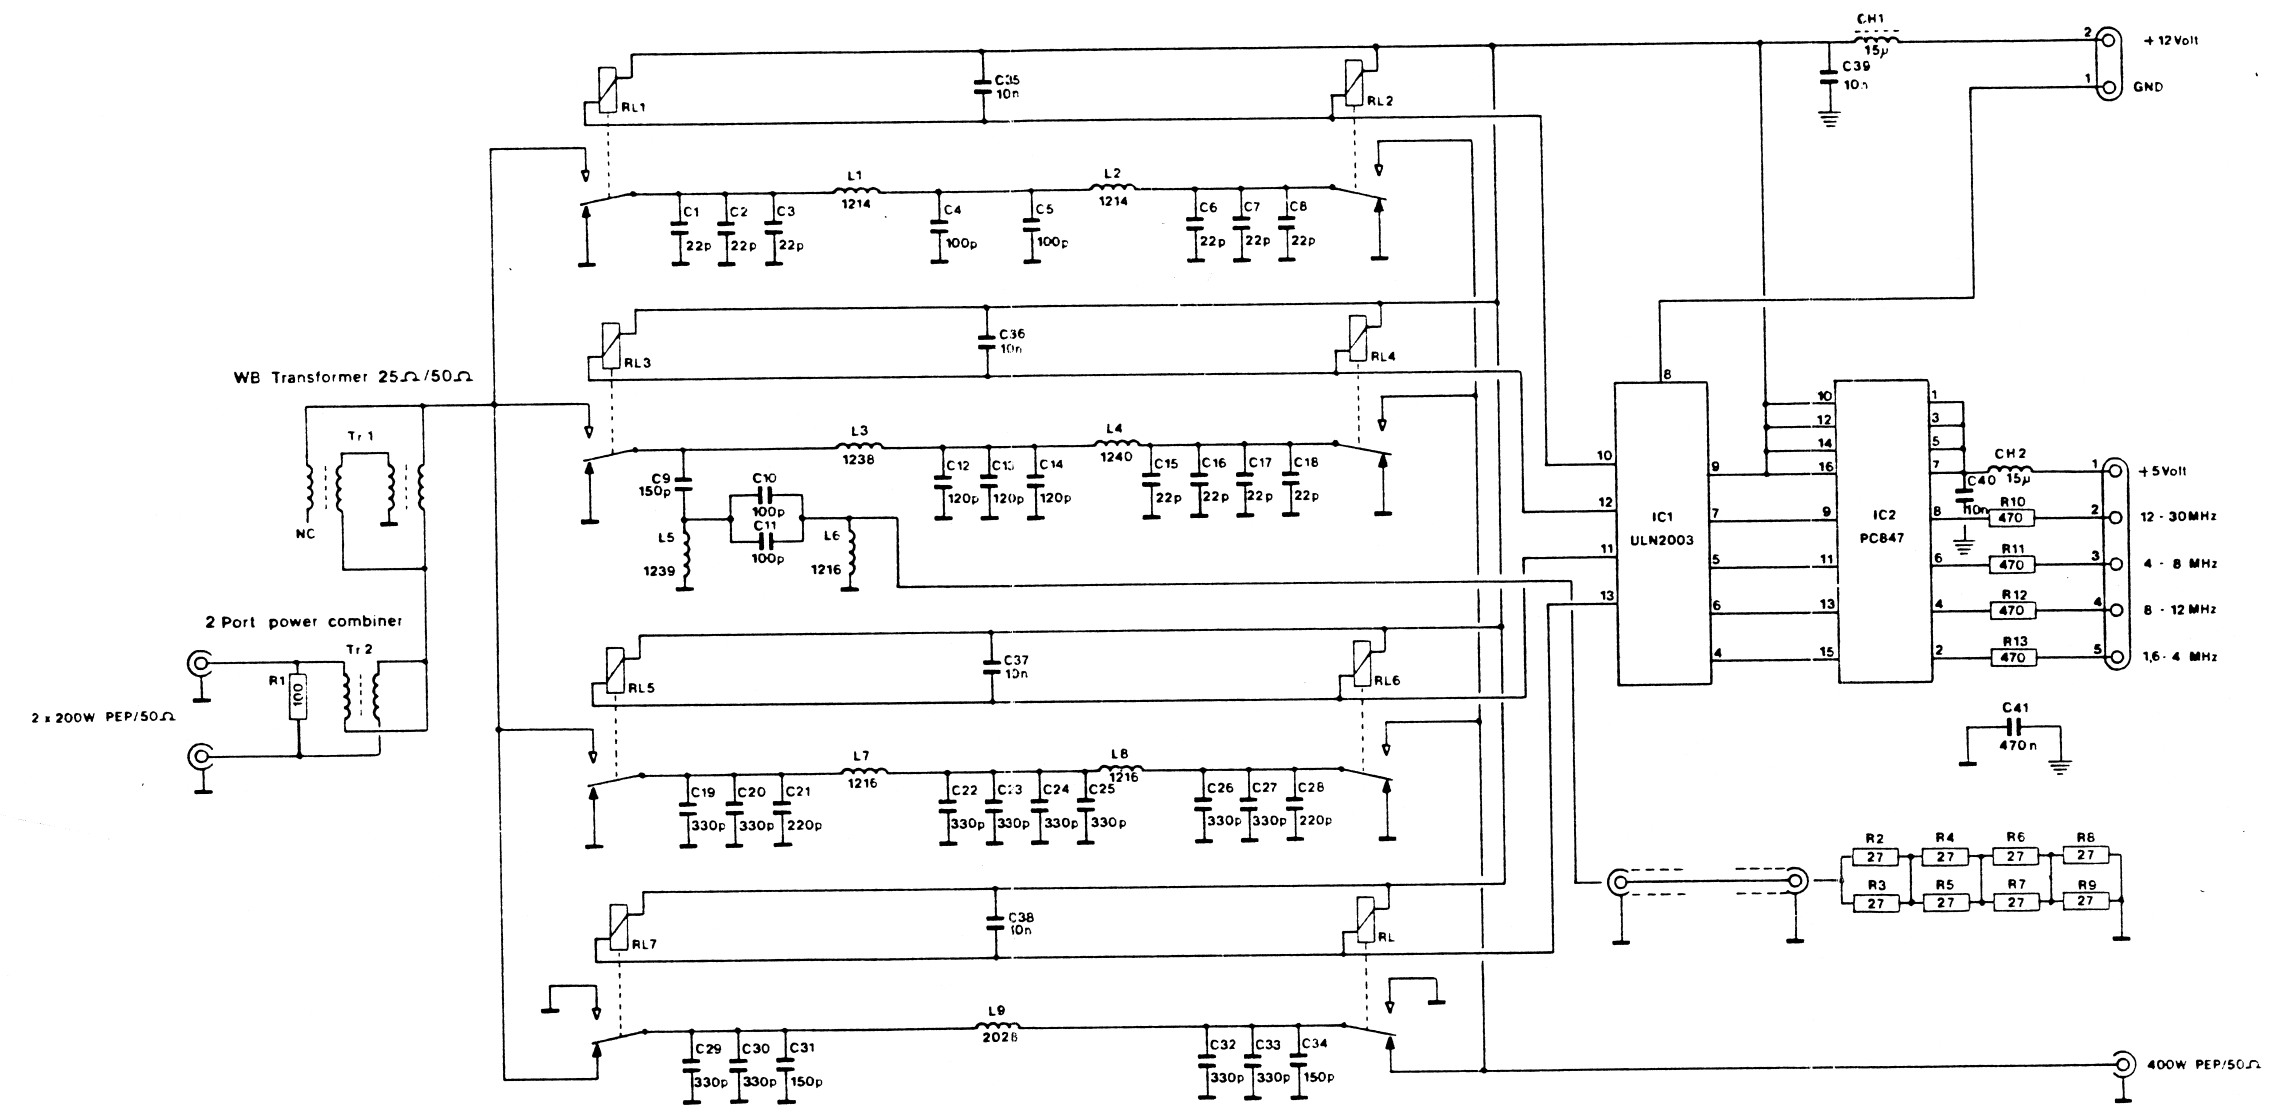 CH1
15μ
2
+12Volt
C39
10n
1
GND
C35
10n
RL1
RL2
L1
1214
L2
1214
C1
22p
C2
22p
C3
22p
C4
100p
C5
100p
C6
22p
C7
22p
C8
22p
C36
10n
RL3
RL4
WB Transformer 25Ω/50Ω
Tr1
NC
L3
1238
L4
1240
C9
150p
C10
100p
C11
100p
L5
1239
L6
1216
C12
120p
C13
120p
C14
120p
C15
22p
C16
22p
C17
22p
C18
22p
8
10
12
11
13
IC1
ULN2003
9
7
5
6
4
10
12
14
16
9
11
13
15
IC2
PC847
1
3
5
7
8
6
4
2
CH2
15μ
C40
10n
R10
470
R11
470
R12
470
R13
470
1
+5Volt
2
12-30MHz
3
4 - 8 MHz
4
8 - 12MHz
5
1,6-4 MHz
2 Port power combiner
Tr2
R1
100
2 x 200W PEP/50Ω
C37
10n
RL5
RL6
L7
1216
L8
1216
C19
330p
C20
330p
C21
220p
C22
330p
C23
330p
C24
330p
C25
330p
C26
330p
C27
330p
C28
220p
C41
470n
R2
27
R4
27
R6
27
R8
27
R3
27
R5
27
R7
27
R9
27
C38
10n
RL7
RL
L9
2028
C29
330p
C30
330p
C31
150p
C32
330p
C33
330p
C34
150p
400W PEP/50Ω